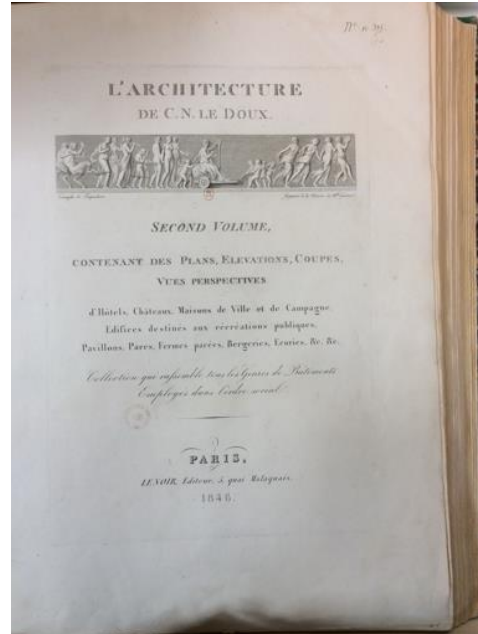 L'ARCHITECTURE
DE C. N. LE DOUX.
SECOND VOLUME,
CONTENANT DES PLANS, ELEVATIONS, COUPES,
VUES PERSPECTIVES
d'Hôtels, Châteaux, Maisons de Ville et de Campagne,
Edifices destinés aux récréations publiques,
Pavillons, Parcs, Fermes parées, Bergeries, Ecuries, &c. &c.
Collection qui rassemble tous les Genres de Bâtiments
Employés dans l'ordre social.
PARIS,
LENOIR, Editeur, 5, quai Malaquais.
1846.